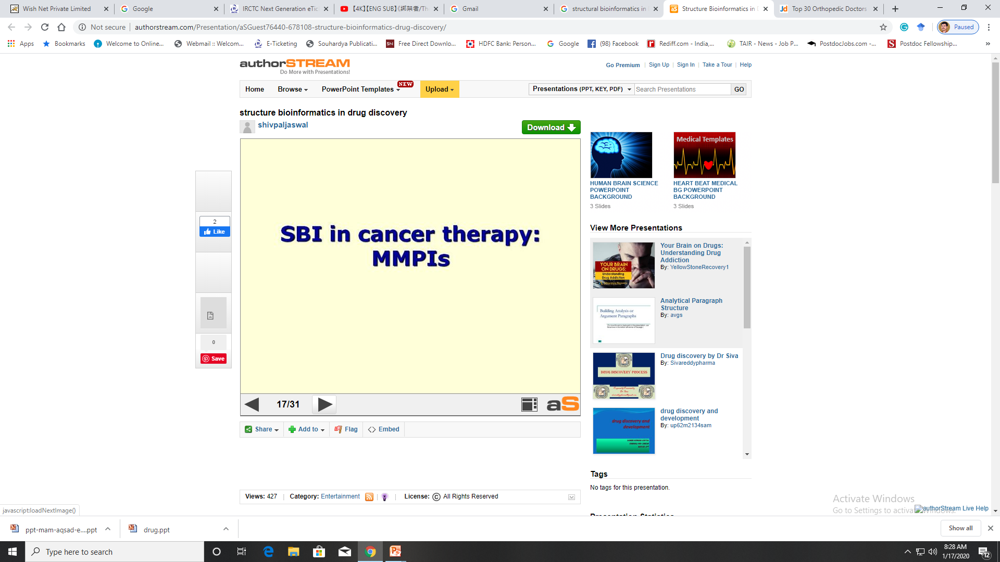 Wish Net Private Limited
Google
IRCTC Next Generation eTic
【4K】【ENG SUB】《绑架者/Th
Gmail
structural bioinformatics in
Structure Bioinformatics in
Top 30 Orthopedic Doctors
Not secure
authorstream.com/Presentation/aSGuest76440-678108-structure-bioinformatics-drug-discovery/
Paused
Apps
Bookmarks
Welcome to Online...
Webmail :: Welcom...
E-Ticketing
Souhardya Publicati...
Free Direct Downlo...
HDFC Bank: Person...
Google
(98) Facebook
Rediff.com - India,...
TAIR - News - Job P...
PostdocJobs.com -...
Postdoc Fellowship...
»
authorSTREAM
Do More with Presentations!
Go Premium | Sign Up | Sign In | Take a Tour | Help
Home
Browse
PowerPoint Templates
NEW
Upload
Presentations (PPT, KEY, PDF)
Search Presentations
GO
structure bioinformatics in drug discovery
shivpaljaswal
Download
SBI in cancer therapy:
MMPIs
2
Like
0
Save
17/31
aS
Share
Add to
Flag
Embed
Views: 427
Category: Entertainment
License: © All Rights Reserved
Medical Templates
HUMAN BRAIN SCIENCE
POWERPOINT
BACKGROUND
3 Slides
HEART BEAT MEDICAL
BG POWERPOINT
BACKGROUND
3 Slides
View More Presentations
YOUR BRAIN
ON DRUGS:
Understanding
Drug Addiction
Your Brain on Drugs:
Understanding Drug
Addiction
By: YellowStoneRecovery1
Building Analysis or
Argument Paragraphs
Analytical Paragraph
Structure
By: avgs
DRUG DISCOVERY PROCESS
Drug discovery by Dr Siva
By: Sivareddypharma
drug discovery and
development
drug discovery and
development
By: up62m2134sam
Tags
No tags for this presentation.
Presentation Statistics
Activate Windows
Go to Settings to activate Windows.
authorStream Live Help
javascript:loadNextImage()
ppt-mam-aqsad-e....ppt
drug.ppt
Show all
Type here to search
8:28 AM
1/17/2020
12